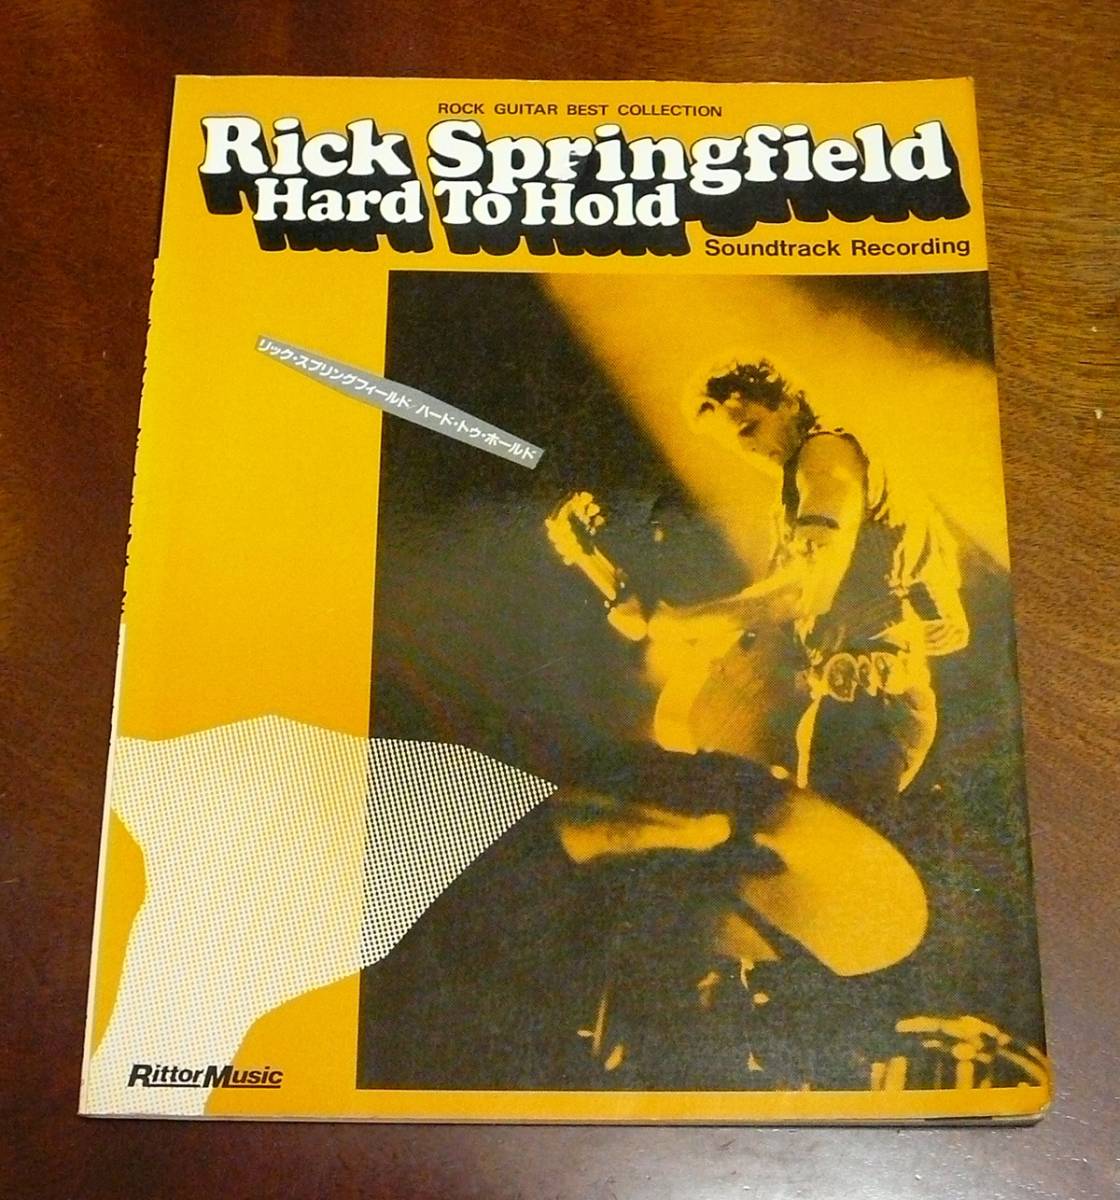 ROCK GUITAR BEST COLLECTION
Rick Springfield
Hard To Hold
Soundtrack Recording
リック・スプリングフィールド/ハード・トゥ・ホールド
RittorMusic